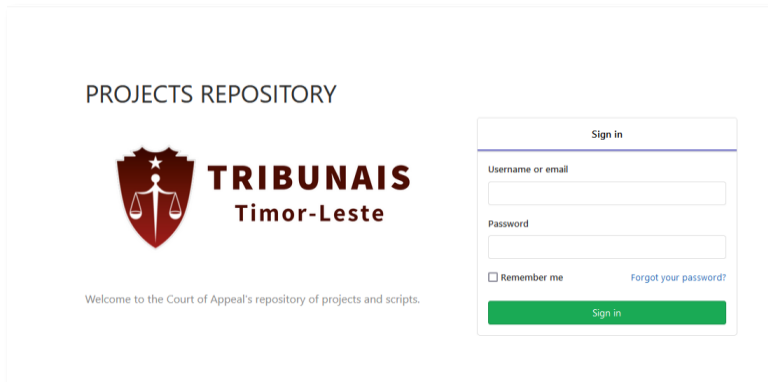 PROJECTS REPOSITORY
TRIBUNAIS
Timor-Leste
Welcome to the Court of Appeal's repository of projects and scripts.
Sign in
Username or email
Password
Remember me
Forgot your password?
Sign in